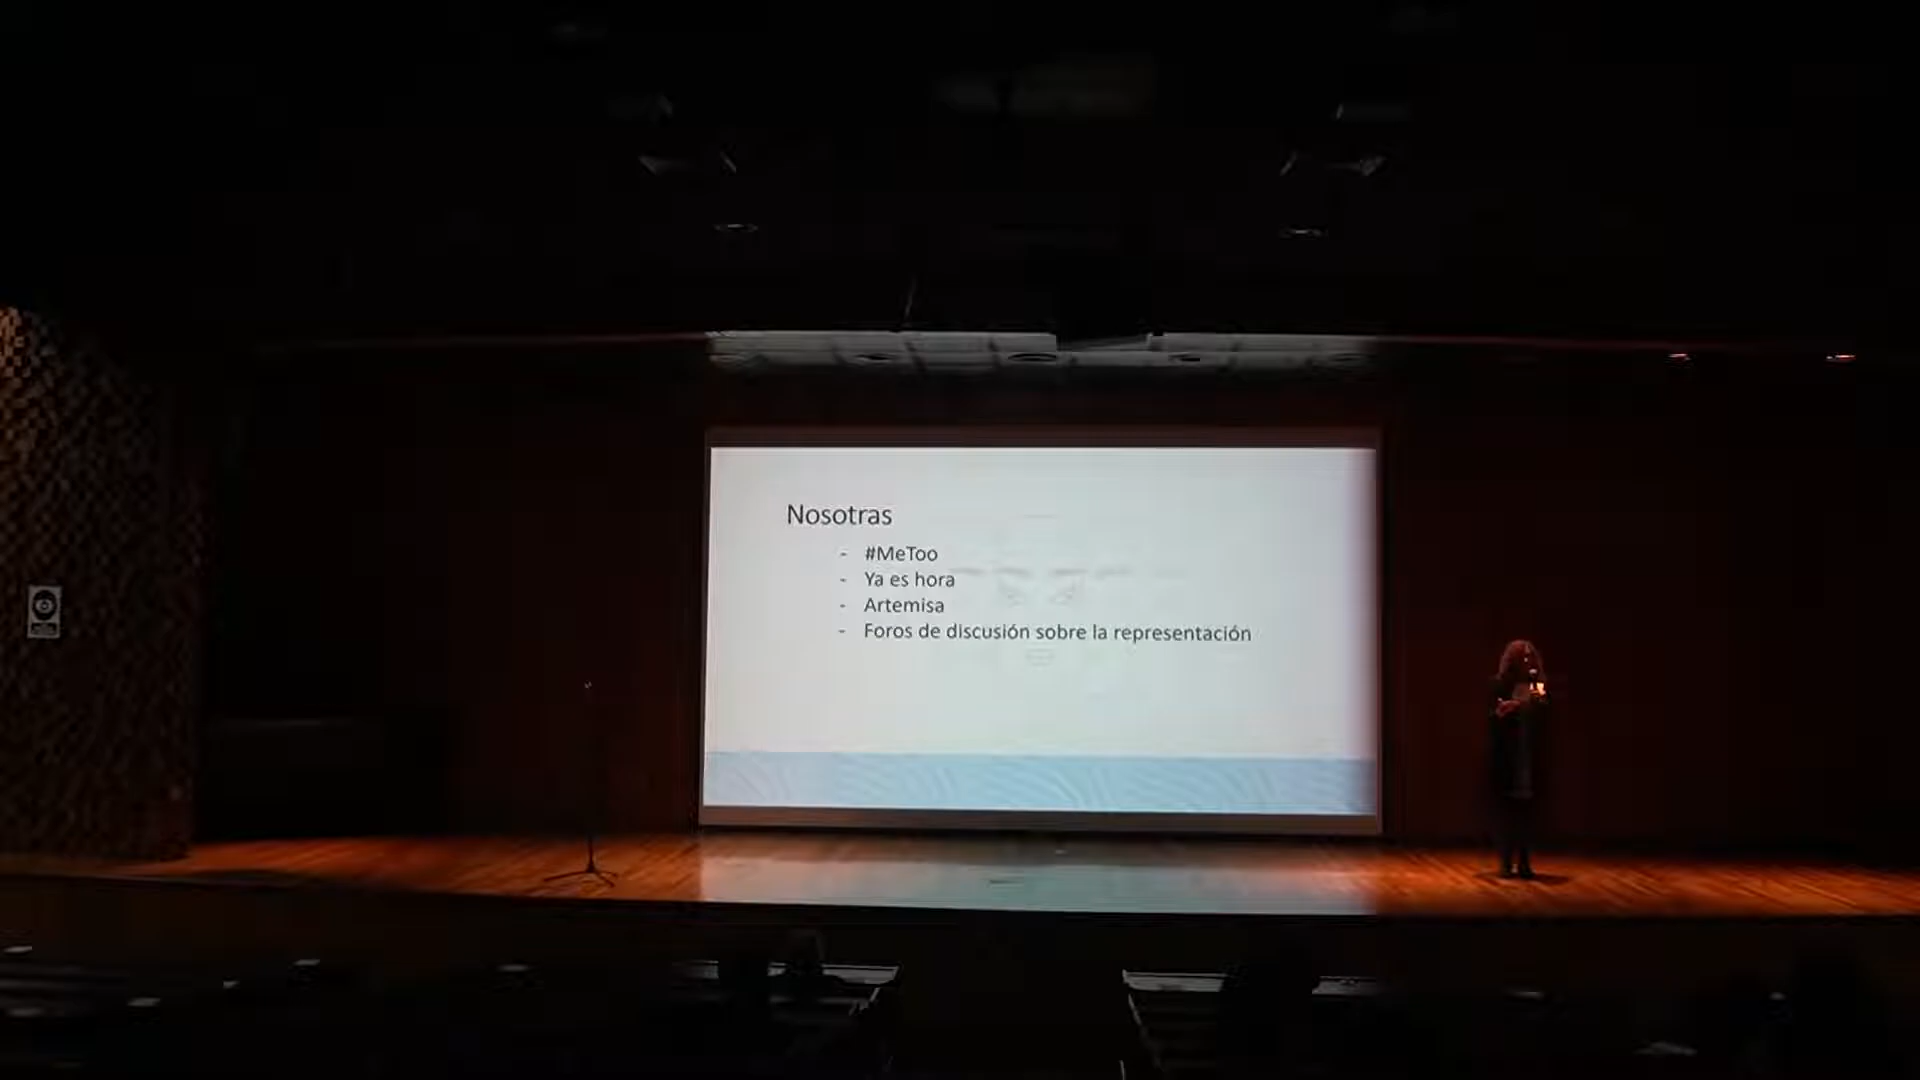 Nosotras
- #MeToo
- Ya es hora
- Artemisa
- Foros de discusión sobre la representación